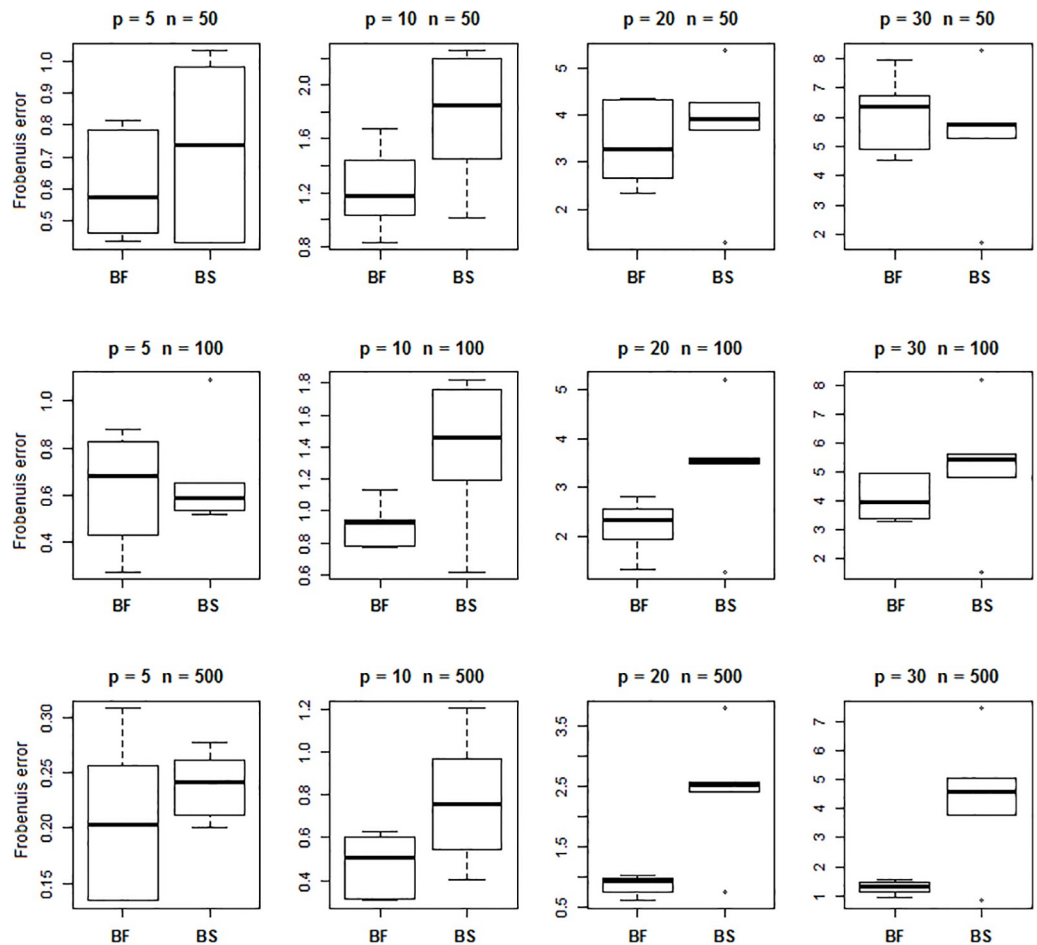 p = 5 n = 50
p = 10 n = 50
p = 20 n = 50
p = 30 n = 50
Frobenuis error
1.0
0.9
0.8
0.7
0.6
0.5
BF BS
2.0
1.6
1.2
0.8
BF BS
5
4
3
2
BF BS
8
7
6
5
4
3
2
BF BS
p = 5 n = 100
p = 10 n = 100
p = 20 n = 100
p = 30 n = 100
Frobenuis error
1.0
0.8
0.6
0.4
BF BS
1.8
1.6
1.4
1.2
1.0
0.8
0.6
BF BS
5
4
3
2
BF BS
8
7
6
5
4
3
2
BF BS
p = 5 n = 500
p = 10 n = 500
p = 20 n = 500
p = 30 n = 500
Frobenuis error
0.30
0.25
0.20
0.15
BF BS
1.2
1.0
0.8
0.6
0.4
BF BS
3.5
2.5
1.5
0.5
BF BS
7
6
5
4
3
2
1
BF BS